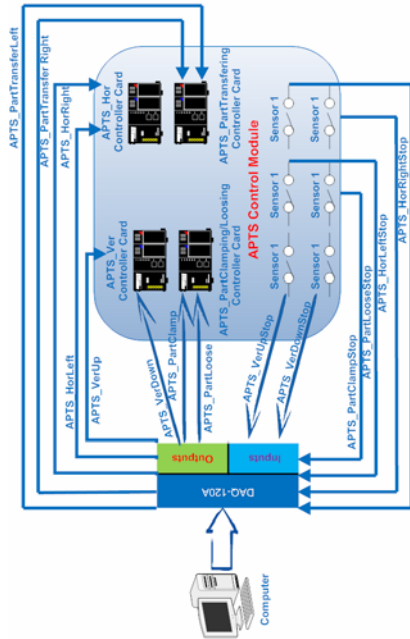 APTS_PartTransferLeft
APTS_PartTransfer Right
APTS_HorRight
APTS_HorLeft
APTS_VerUp
APTS_VerDown
APTS_PartClamp
APTS_PartLoose
APTS_VerUpStop
APTS_VerDownStop
APTS_PartClampStop
APTS_PartLooseStop
APTS_HorLeftStop
APTS_HorRightStop
APTS_Ver
Controller Card
APTS_Hor
Controller Card
APTS_PartClamping/Loosing
Controller Card
APTS_PartTransfering
Controller Card
APTS Control Module
Sensor 1
Sensor 1
Sensor 1
Sensor 1
Sensor 1
Sensor 1
Outputs
Inputs
DAQ-120A
Computer